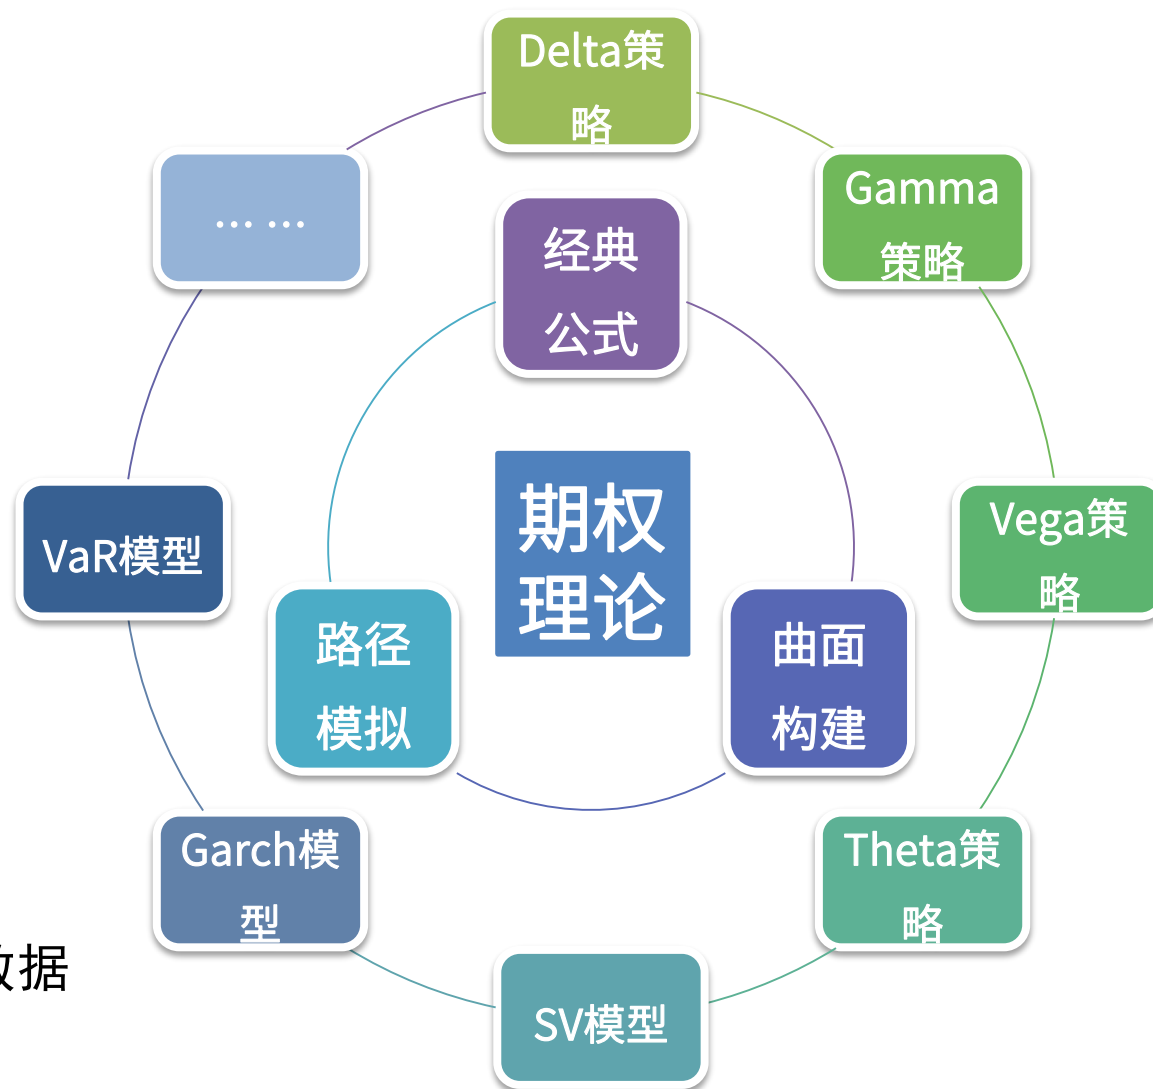 Delta策
略
… …
Gamma
策略
经典
公式
期权
理论
VaR模型
Vega策
略
路径
模拟
曲面
构建
Garch模
型
Theta策
略
数据
SV模型